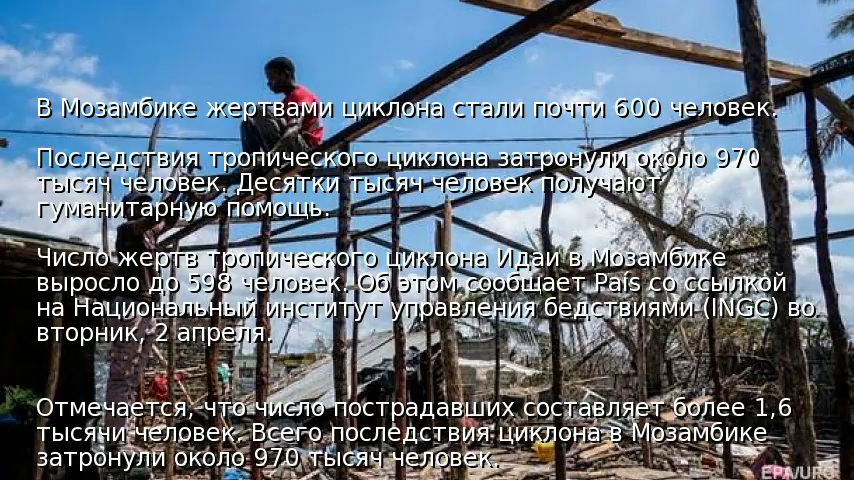 В Мозамбике жертвами циклона стали почти 600 человек.
Последствия тропического циклона затронули около 970
тысяч человек. Десятки тысяч человек получают
гуманитарную помощь.
Число жертв тропического циклона Идаи в Мозамбике
выросло до 598 человек. Об этом сообщает País со ссылкой
на Национальный институт управления бедствиями (INGC) во
вторник, 2 апреля.
Отмечается, что число пострадавших составляет более 1,6
тысячи человек. Всего последствия циклона в Мозамбике
затронули около 970 тысяч человек.
EPA/UPG